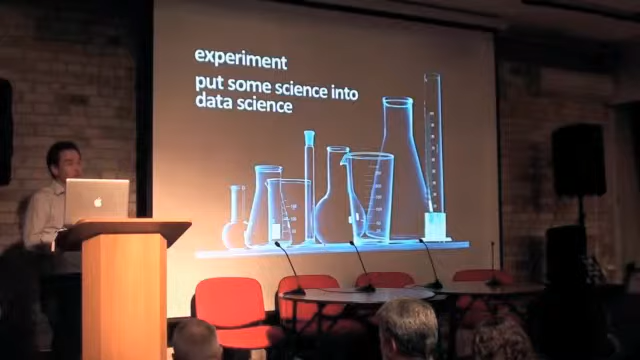 experiment
put some science into
data science